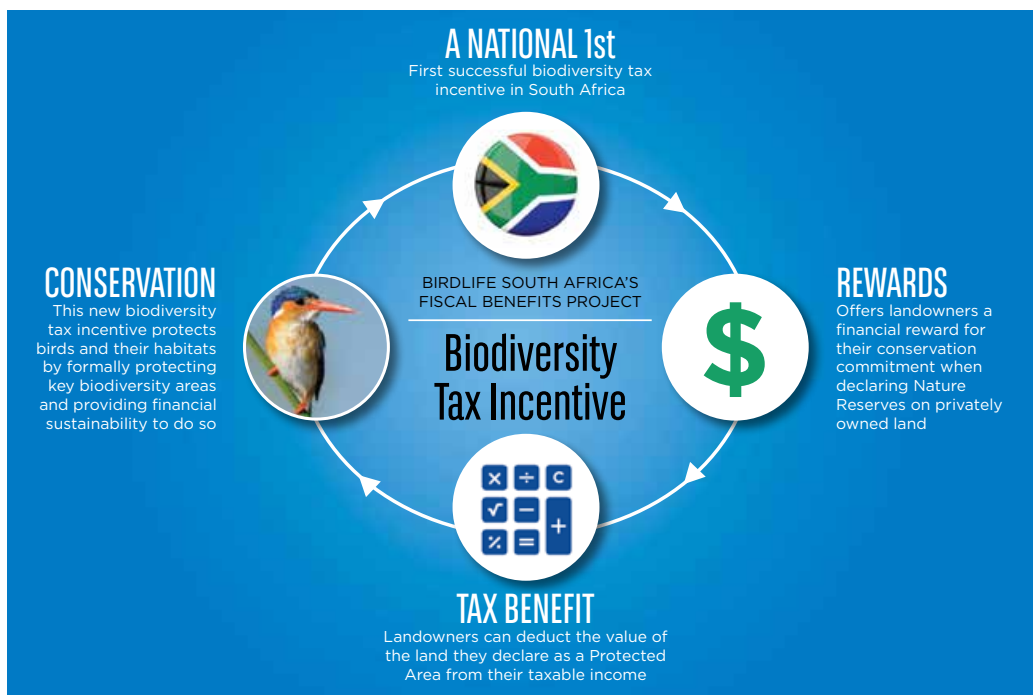 A NATIONAL 1st
First successful biodiversity tax
incentive in South Africa
CONSERVATION
This new biodiversity
tax incentive protects
birds and their habitats
by formally protecting
key biodiversity areas
and providing financial
sustainability to do so
BIRDLIFE SOUTH AFRICA'S
FISCAL BENEFITS PROJECT
Biodiversity
Tax Incentive
$
REWARDS
Offers landowners a
financial reward for
their conservation
commitment when
declaring Nature
Reserves on privately
owned land
× ÷ C
√ − +
% =
TAX BENEFIT
Landowners can deduct the value of
the land they declare as a Protected
Area from their taxable income